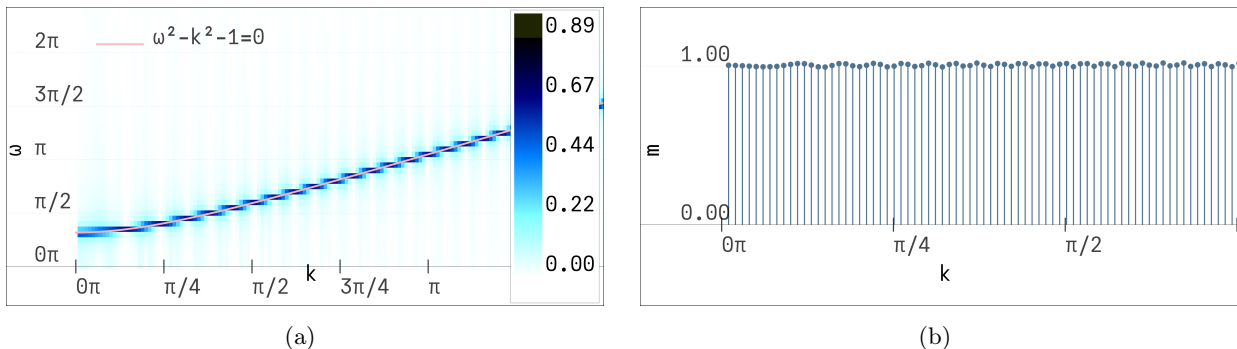 ω²-k²-1=0
2π
3π/2
π
π/2
0π
ω
k
0π
π/4
π/2
3π/4
π
0.89
0.67
0.44
0.22
0.00
(a)
1.00
0.00
m
0π
π/4
π/2
k
(b)